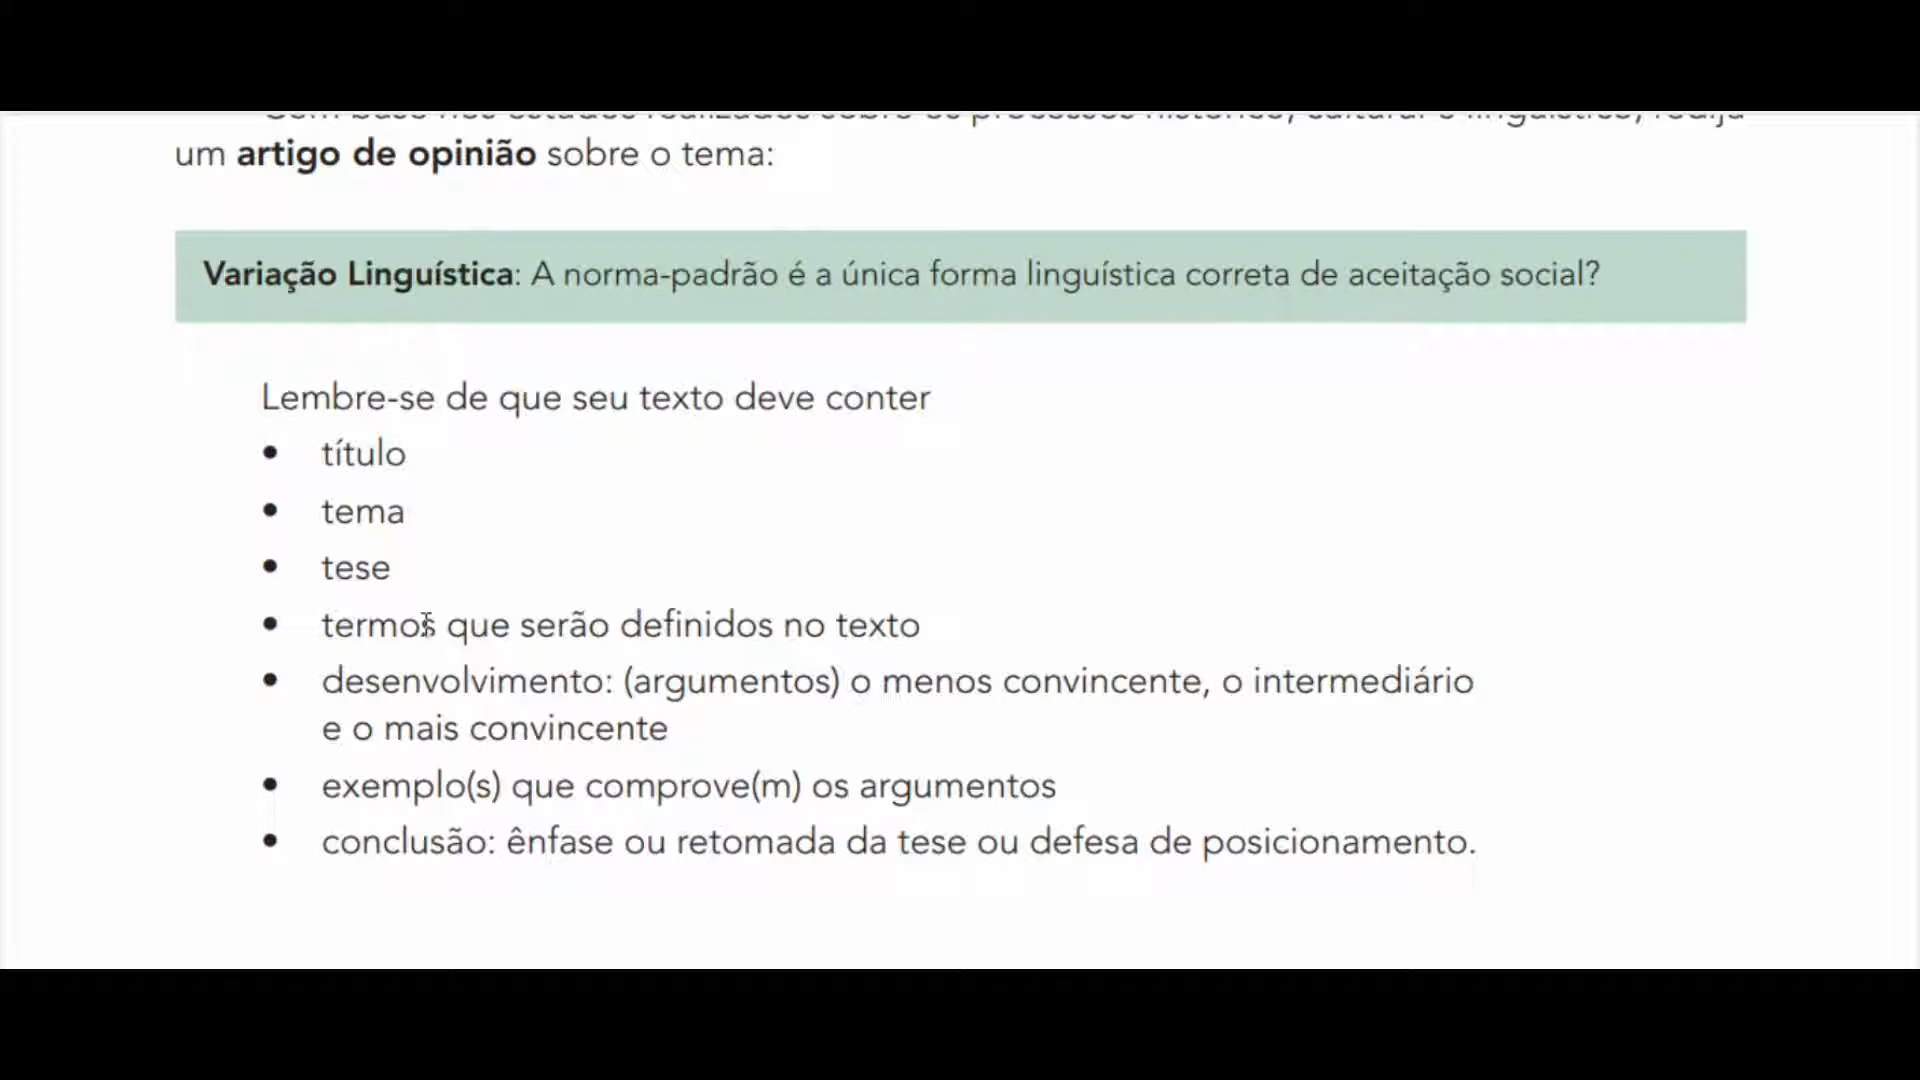 um artigo de opinião sobre o tema:
Variação Linguística: A norma-padrão é a única forma linguística correta de aceitação social?
Lembre-se de que seu texto deve conter
• título
• tema
• tese
• termos que serão definidos no texto
• desenvolvimento: (argumentos) o menos convincente, o intermediário
e o mais convincente
• exemplo(s) que comprove(m) os argumentos
• conclusão: ênfase ou retomada da tese ou defesa de posicionamento.